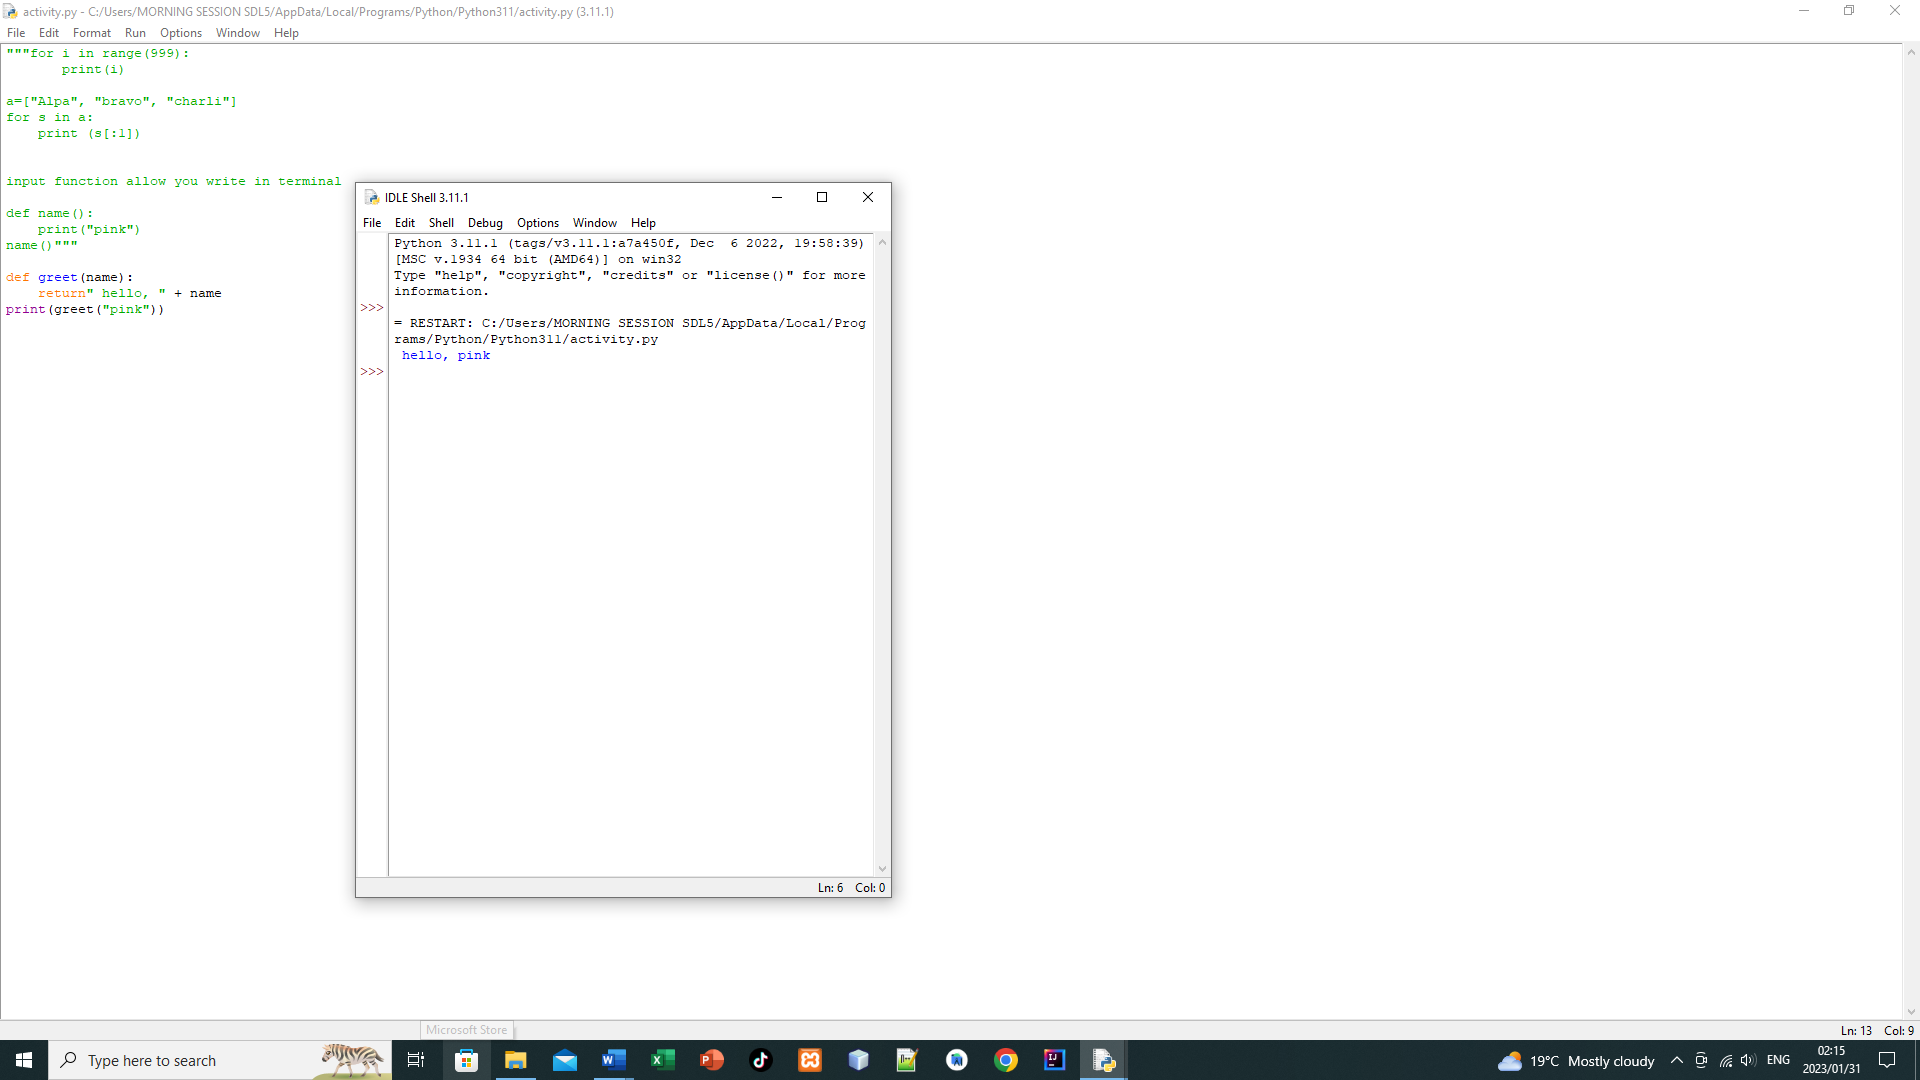 activity.py - C:/Users/MORNING SESSION SDL5/AppData/Local/Programs/Python/Python311/activity.py (3.11.1)
File Edit Format Run Options Window Help
"""for i in range(999):
       print(i)

a=["Alpa", "bravo", "charli"]
for s in a:
    print (s[:1])

input function allow you write in terminal

def name():
    print("pink")
name()"""

def greet(name):
    return" hello, " + name
print(greet("pink"))
IDLE Shell 3.11.1
File Edit Shell Debug Options Window Help
Python 3.11.1 (tags/v3.11.1:a7a450f, Dec  6 2022, 19:58:39)
[MSC v.1934 64 bit (AMD64)] on win32
Type "help", "copyright", "credits" or "license()" for more
information.
>>>
= RESTART: C:/Users/MORNING SESSION SDL5/AppData/Local/Prog
rams/Python/Python311/activity.py
 hello, pink
>>>
Ln: 6 Col: 0
Microsoft Store
Ln: 13 Col: 9
Type here to search
19°C Mostly cloudy
ENG
02:15
2023/01/31